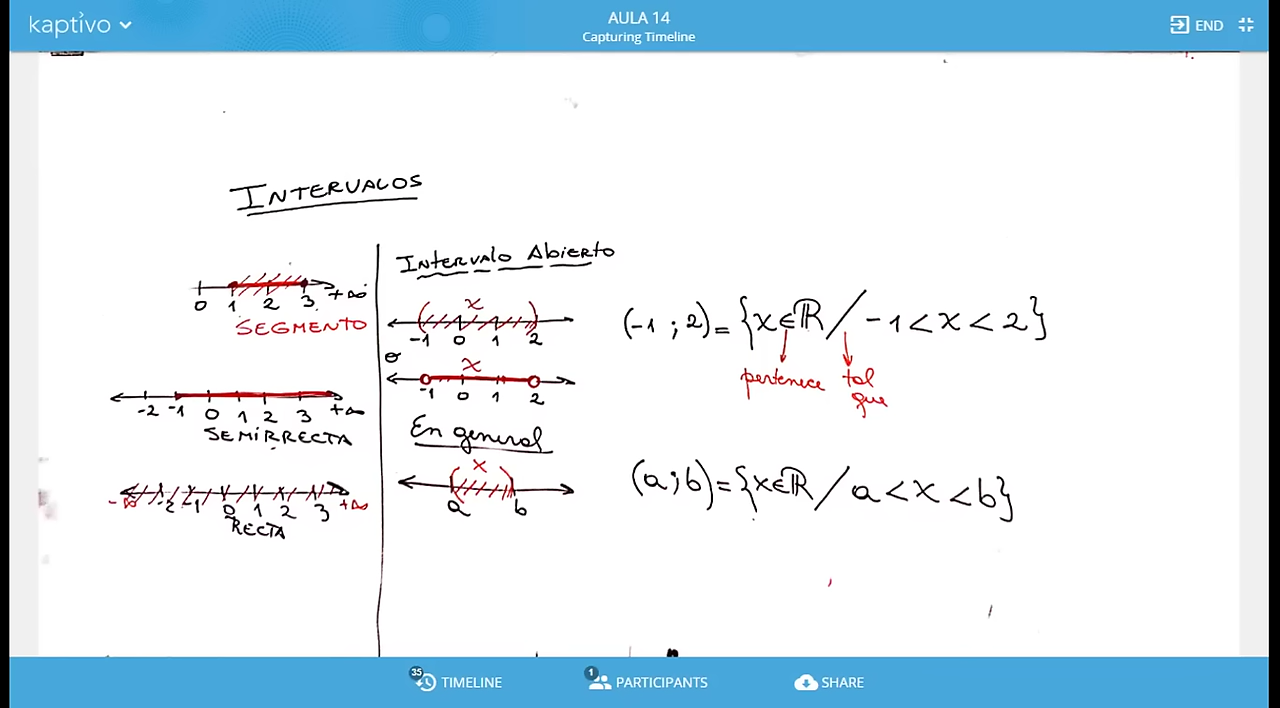 kaptivo
AULA 14
Capturing Timeline
END
INTERVALOS
0 1 2 3 +∞
SEGMENTO
-2 -1 0 1 2 3 +∞
SEMIRRECTA
-∞ -2 -1 0 1 2 3 +∞
RECTA
Intervalo Abierto
x
-1 0 1 2
(-1 ; 2) = {x∈ℝ / -1 < x < 2}
pertenece
tal
que
o
x
-1 0 1 2
En general
x
a b
(a;b) = {x∈ℝ / a < x < b}
35 TIMELINE
1 PARTICIPANTS
SHARE